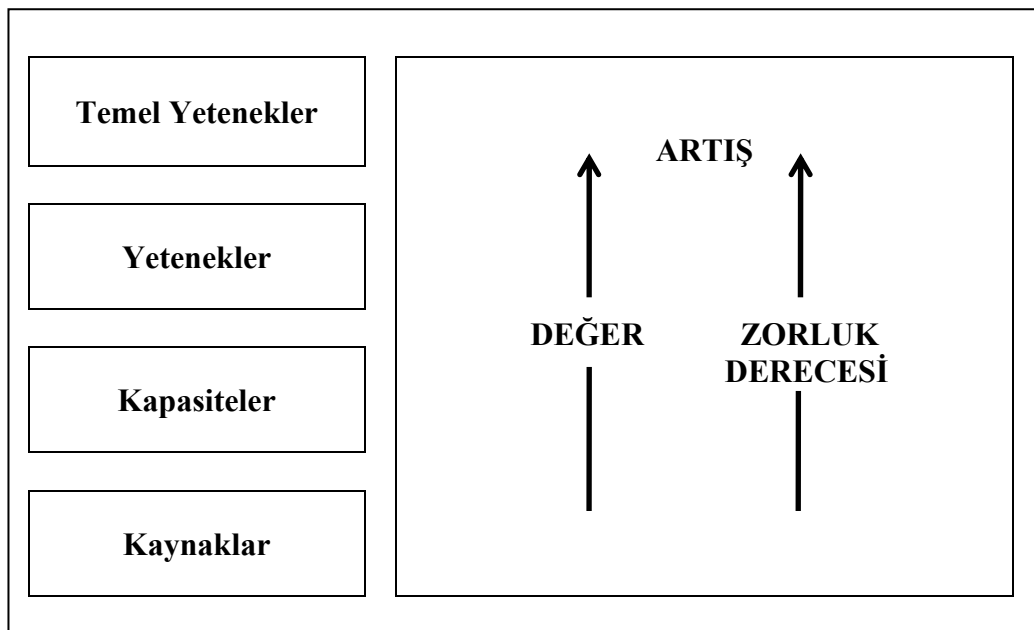 Temel Yetenekler
Yetenekler
Kapasiteler
Kaynaklar
ARTIŞ
DEĞER
ZORLUK
DERECESİ